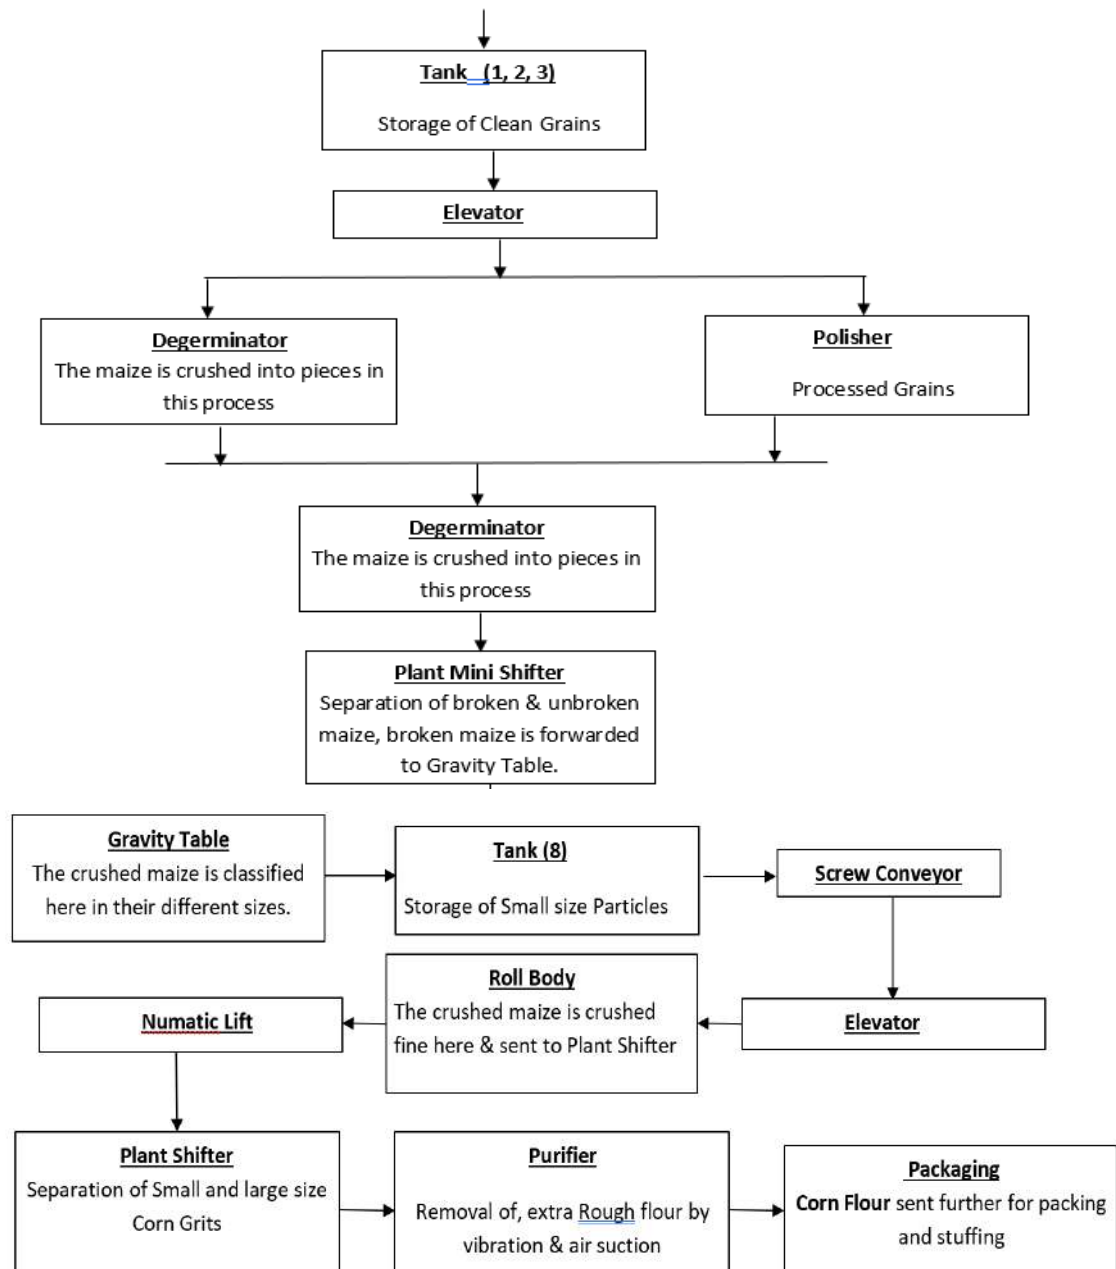 Tank (1, 2, 3)
Storage of Clean Grains
Elevator
Degerminator
The maize is crushed into pieces in
this process
Polisher
Processed Grains
Degerminator
The maize is crushed into pieces in
this process
Plant Mini Shifter
Separation of broken & unbroken
maize, broken maize is forwarded
to Gravity Table.
Gravity Table
The crushed maize is classified
here in their different sizes.
Tank (8)
Storage of Small size Particles
Screw Conveyor
Elevator
Roll Body
The crushed maize is crushed
fine here & sent to Plant Shifter
Numatic Lift
Plant Shifter
Separation of Small and large size
Corn Grits
Purifier
Removal of, extra Rough flour by
vibration & air suction
Packaging
Corn Flour sent further for packing
and stuffing